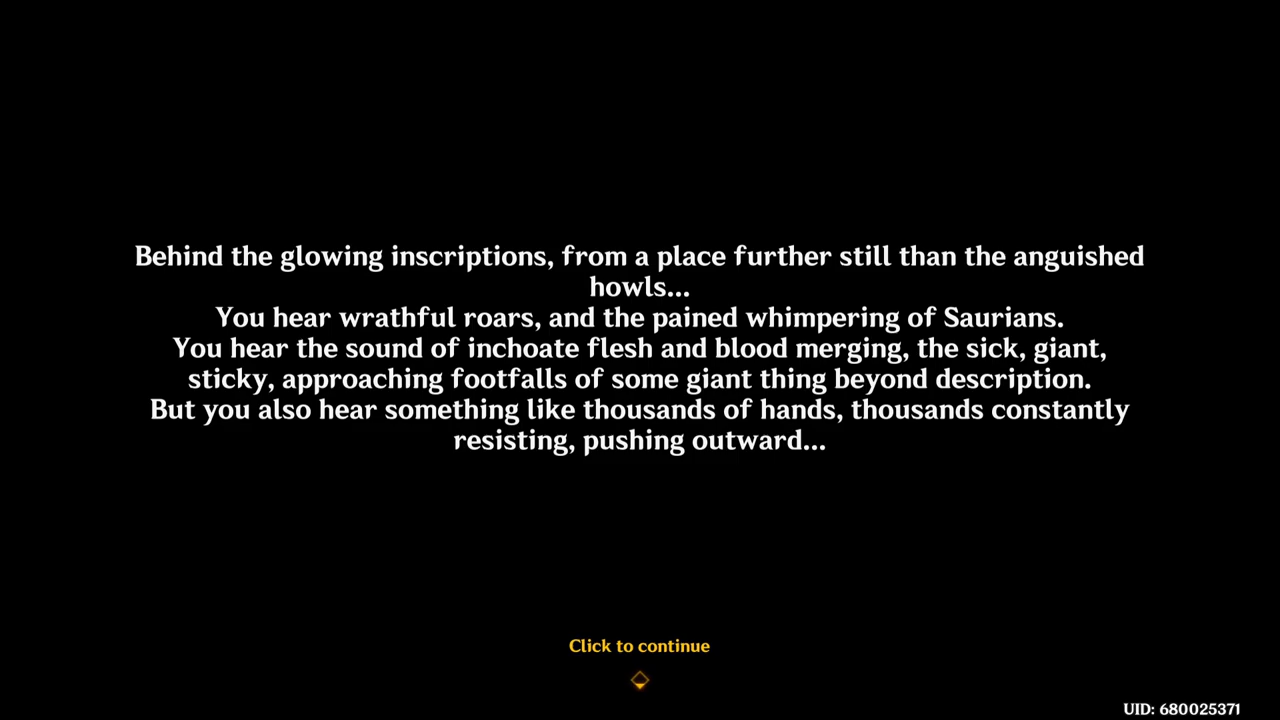 Behind the glowing inscriptions, from a place further still than the anguished
howls...
You hear wrathful roars, and the pained whimpering of Saurians.
You hear the sound of inchoate flesh and blood merging, the sick, giant,
sticky, approaching footfalls of some giant thing beyond description.
But you also hear something like thousands of hands, thousands constantly
resisting, pushing outward...
Click to continue
UID: 680025371